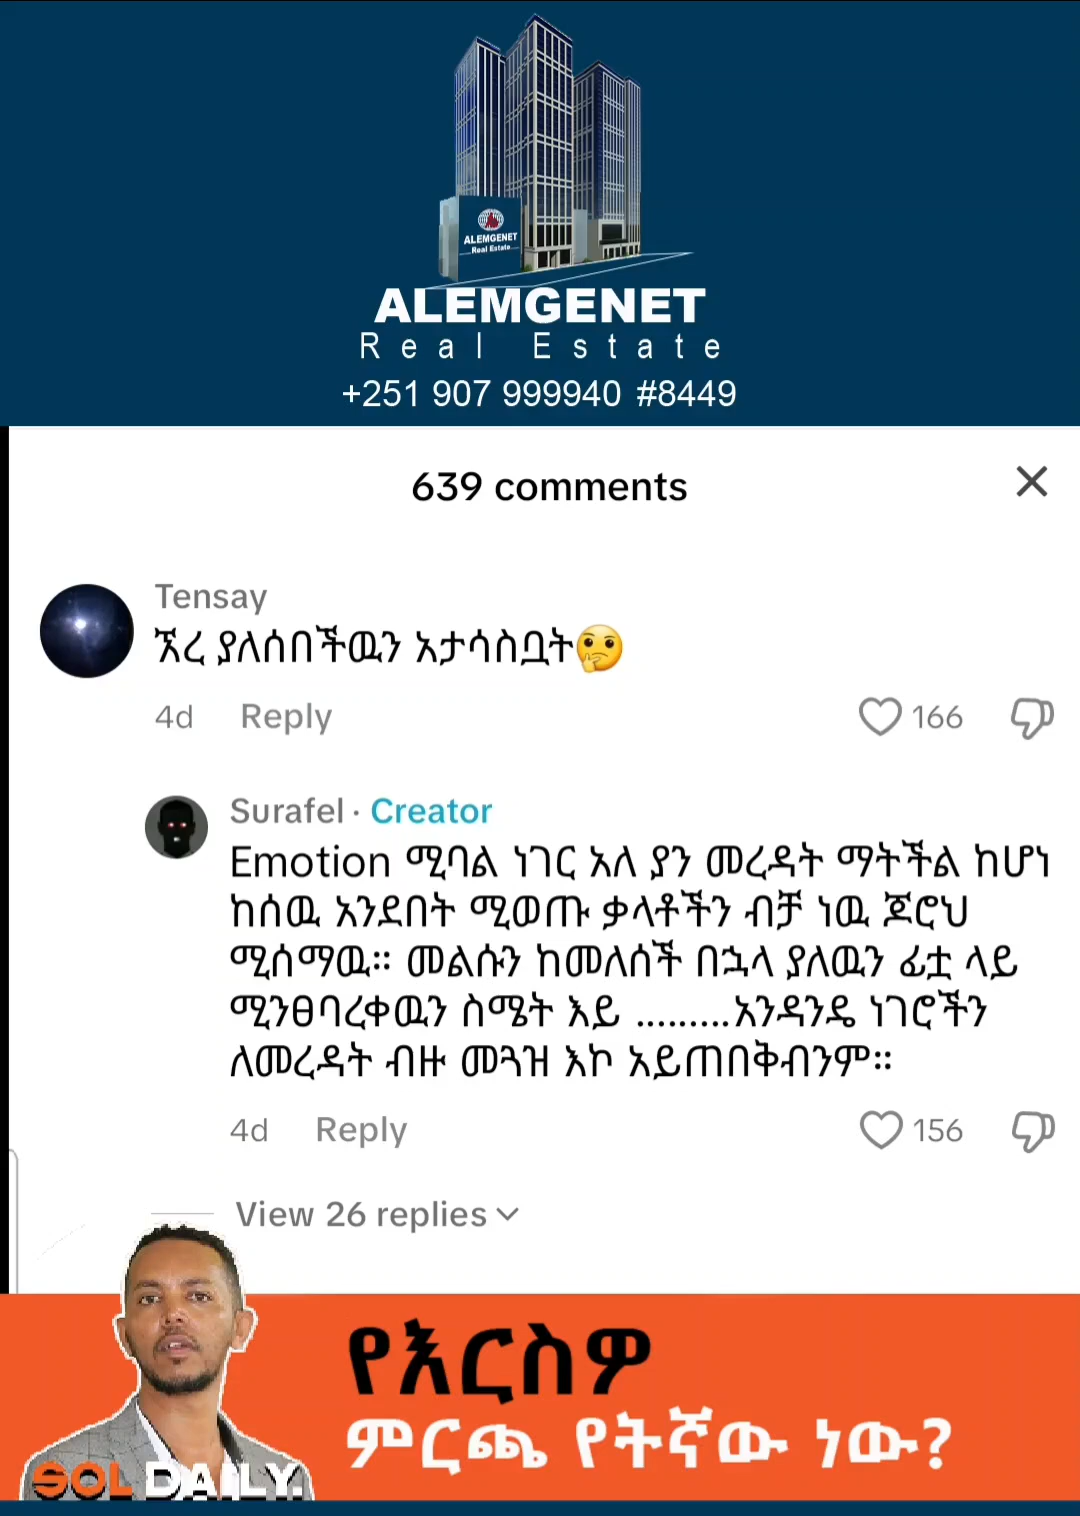 ALEMGENET
Real Estate
ALEMGENET
Real Estate
+251 907 999940 #8449
639 comments
Tensay
ኧረ ያለሰበችዉን አታሳስቧት🤔
4d Reply 166
Surafel · Creator
Emotion ሚባል ነገር አለ ያን መረዳት ማትችል ከሆነ
ከሰዉ አንደበት ሚወጡ ቃላቶችን ብቻ ነዉ ጆሮህ
ሚሰማዉ። መልሱን ከመለሰች በኋላ ያለዉን ፊቷ ላይ
ሚንፀባረቀዉን ስሜት እይ .........አንዳንዴ ነገሮችን
ለመረዳት ብዙ መጓዝ እኮ አይጠበቅብንም።
4d Reply 156
View 26 replies
የእርስዎ
ምርጫ የትኛው ነው?
SOL DAILY.